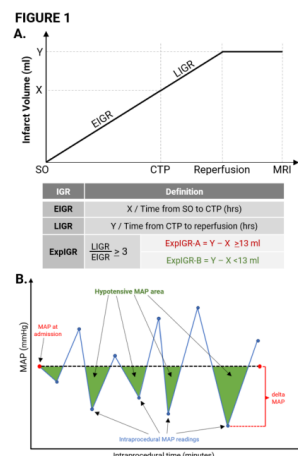 FIGURE 1
A.
Infarct Volume (ml)
Y
X
EIGR
LIGR
SO CTP Reperfusion MRI
IGR Definition
EIGR X / Time from SO to CTP (hrs)
LIGR Y / Time from CTP to reperfusion (hrs)
ExpIGR LIGR/EIGR ≥ 3 ExpIGR-A = Y − X ≥13 ml
ExpIGR-B = Y − X <13 ml
B.
Hypotensive MAP area
MAP at
admission
MAP (mmHg)
delta
MAP
Intraprocedural MAP readings
Intraprocedural time (minutes)